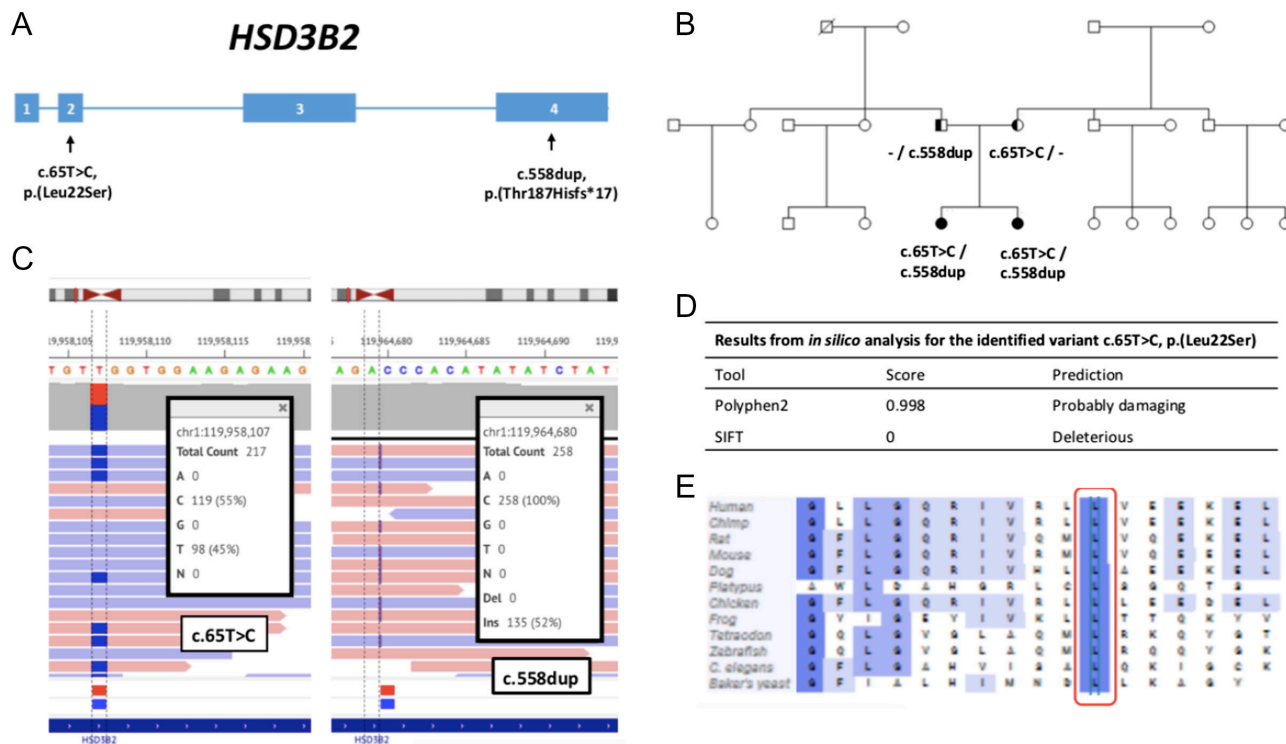 A
HSD3B2
1
2
3
4
c.65T>C,
p.(Leu22Ser)
c.558dup,
p.(Thr187Hisfs*17)
B
- / c.558dup
c.65T>C / -
c.65T>C /
c.558dup
c.65T>C /
c.558dup
C
119,958,110
119,958,115
T G T T G G T G G A A G A G A A G
chr1:119,958,107
Total Count 217
A 0
C 119 (55%)
G 0
T 98 (45%)
N 0
c.65T>C
HSD3B2
119,964,680
119,964,685
119,964,690
A G A C C C A C A T A T A T C T A T
chr1:119,964,680
Total Count 258
A 0
C 258 (100%)
G 0
T 0
N 0
Del 0
Ins 135 (52%)
c.558dup
HSD3B2
D
Results from in silico analysis for the identified variant c.65T>C, p.(Leu22Ser)
Tool Score Prediction
Polyphen2 0.998 Probably damaging
SIFT 0 Deleterious
E
Human G L L G Q R I V R L L V E E K E L
Chimp G L L G Q R I V R L L V E E K E L
Rat G F L G Q R I V R M L V Q E E E L
Mouse G F L G Q R I V R M L V Q E E E L
Dog G F L G Q R I V H L L A E E K E L
Platypus A W L D A H G R L C L S G Q T S
Chicken G F L G Q R I V R L L L E E D E L
Frog G Y I G E Y I V K L L T T Q K Y V
Tetraodon G Q L G V G L A Q M L R K Q Y G T
Zebrafish G Q L G V G L A Q M L R Q Q Y G K
C. elegans G F L G A H V I S A L Q K I G C K
Baker's yeast G F I A L H I M N D L L K A G Y